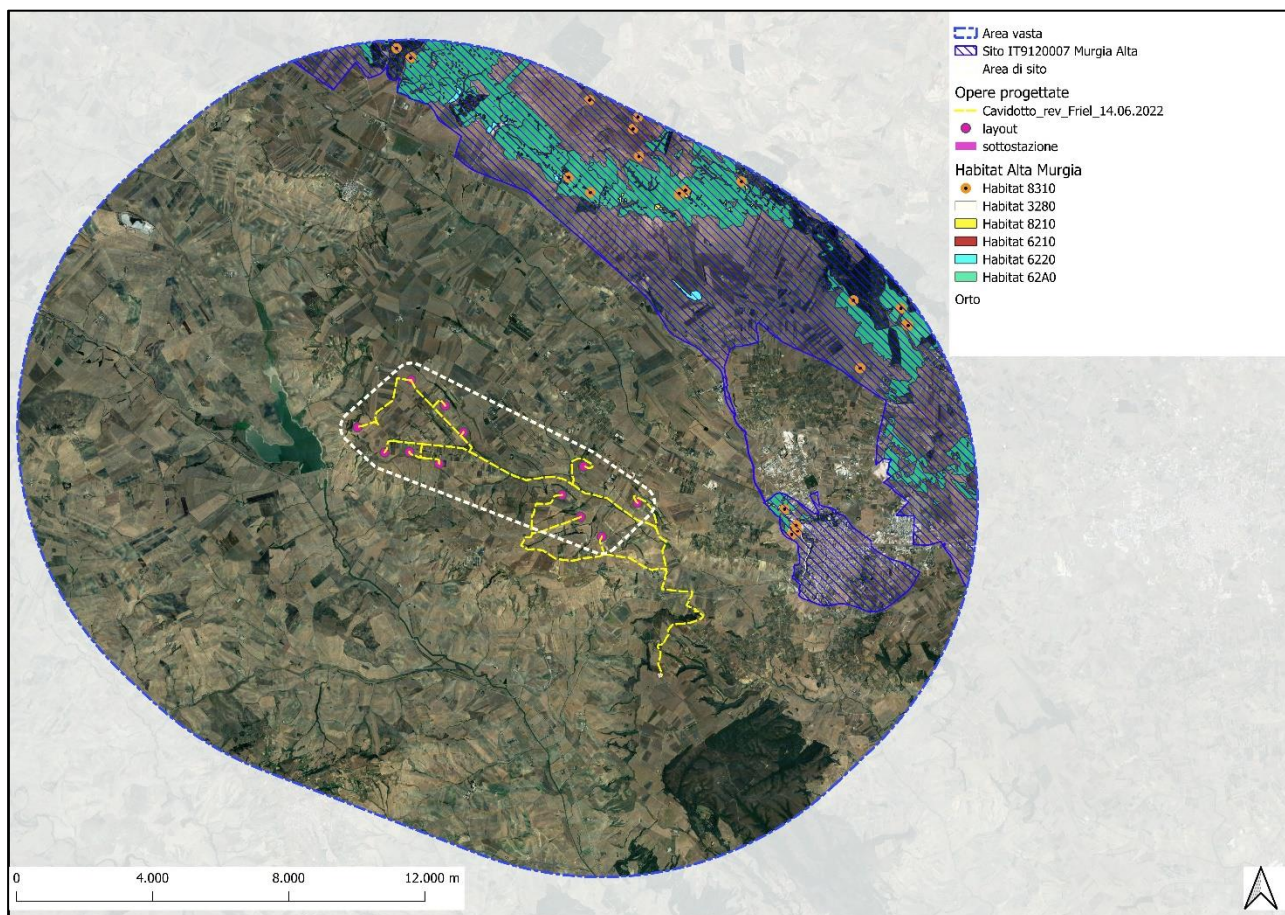 Area vasta
Sito IT9120007 Murgia Alta
Area di sito
Opere progettate
Cavidotto_rev_Friel_14.06.2022
layout
sottostazione
Habitat Alta Murgia
Habitat 8310
Habitat 3280
Habitat 8210
Habitat 6210
Habitat 6220
Habitat 62A0
Orto
0 4.000 8.000 12.000 m